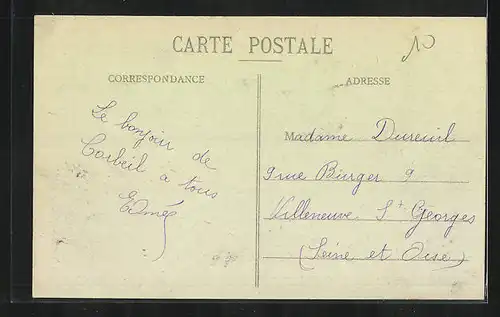 CARTE POSTALE
10
CORRESPONDANCE
Le bonjour de
Corbeil à tous
ADRESSE
Madame Dureuil
9 rue Burger 9
Villeneuve St Georges
(Seine et Oise)